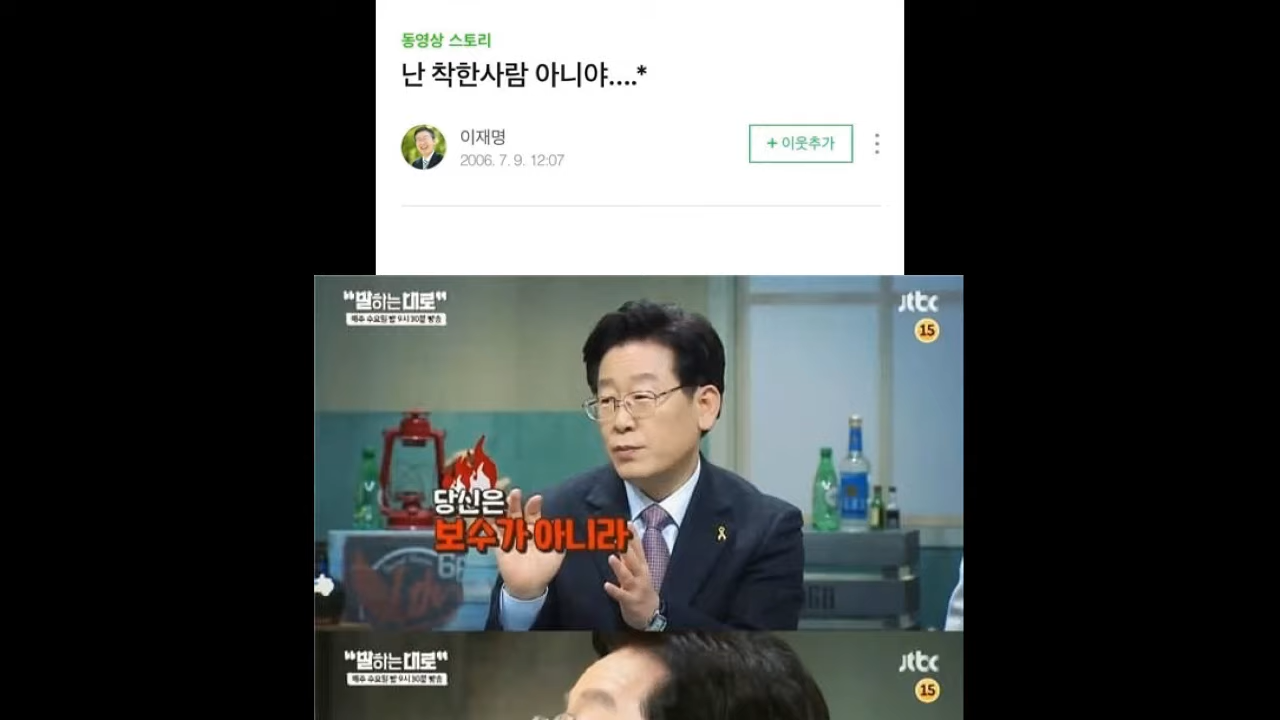 동영상 스토리
난 착한사람 아니야....*
이재명
2006. 7. 9. 12:07
+ 이웃추가
"말하는대로"
매주 수요일 밤 9시 30분 방송
jtbc
15
당신은
보수가 아니라
"말하는대로"
매주 수요일 밤 9시 30분 방송
jtbc
15